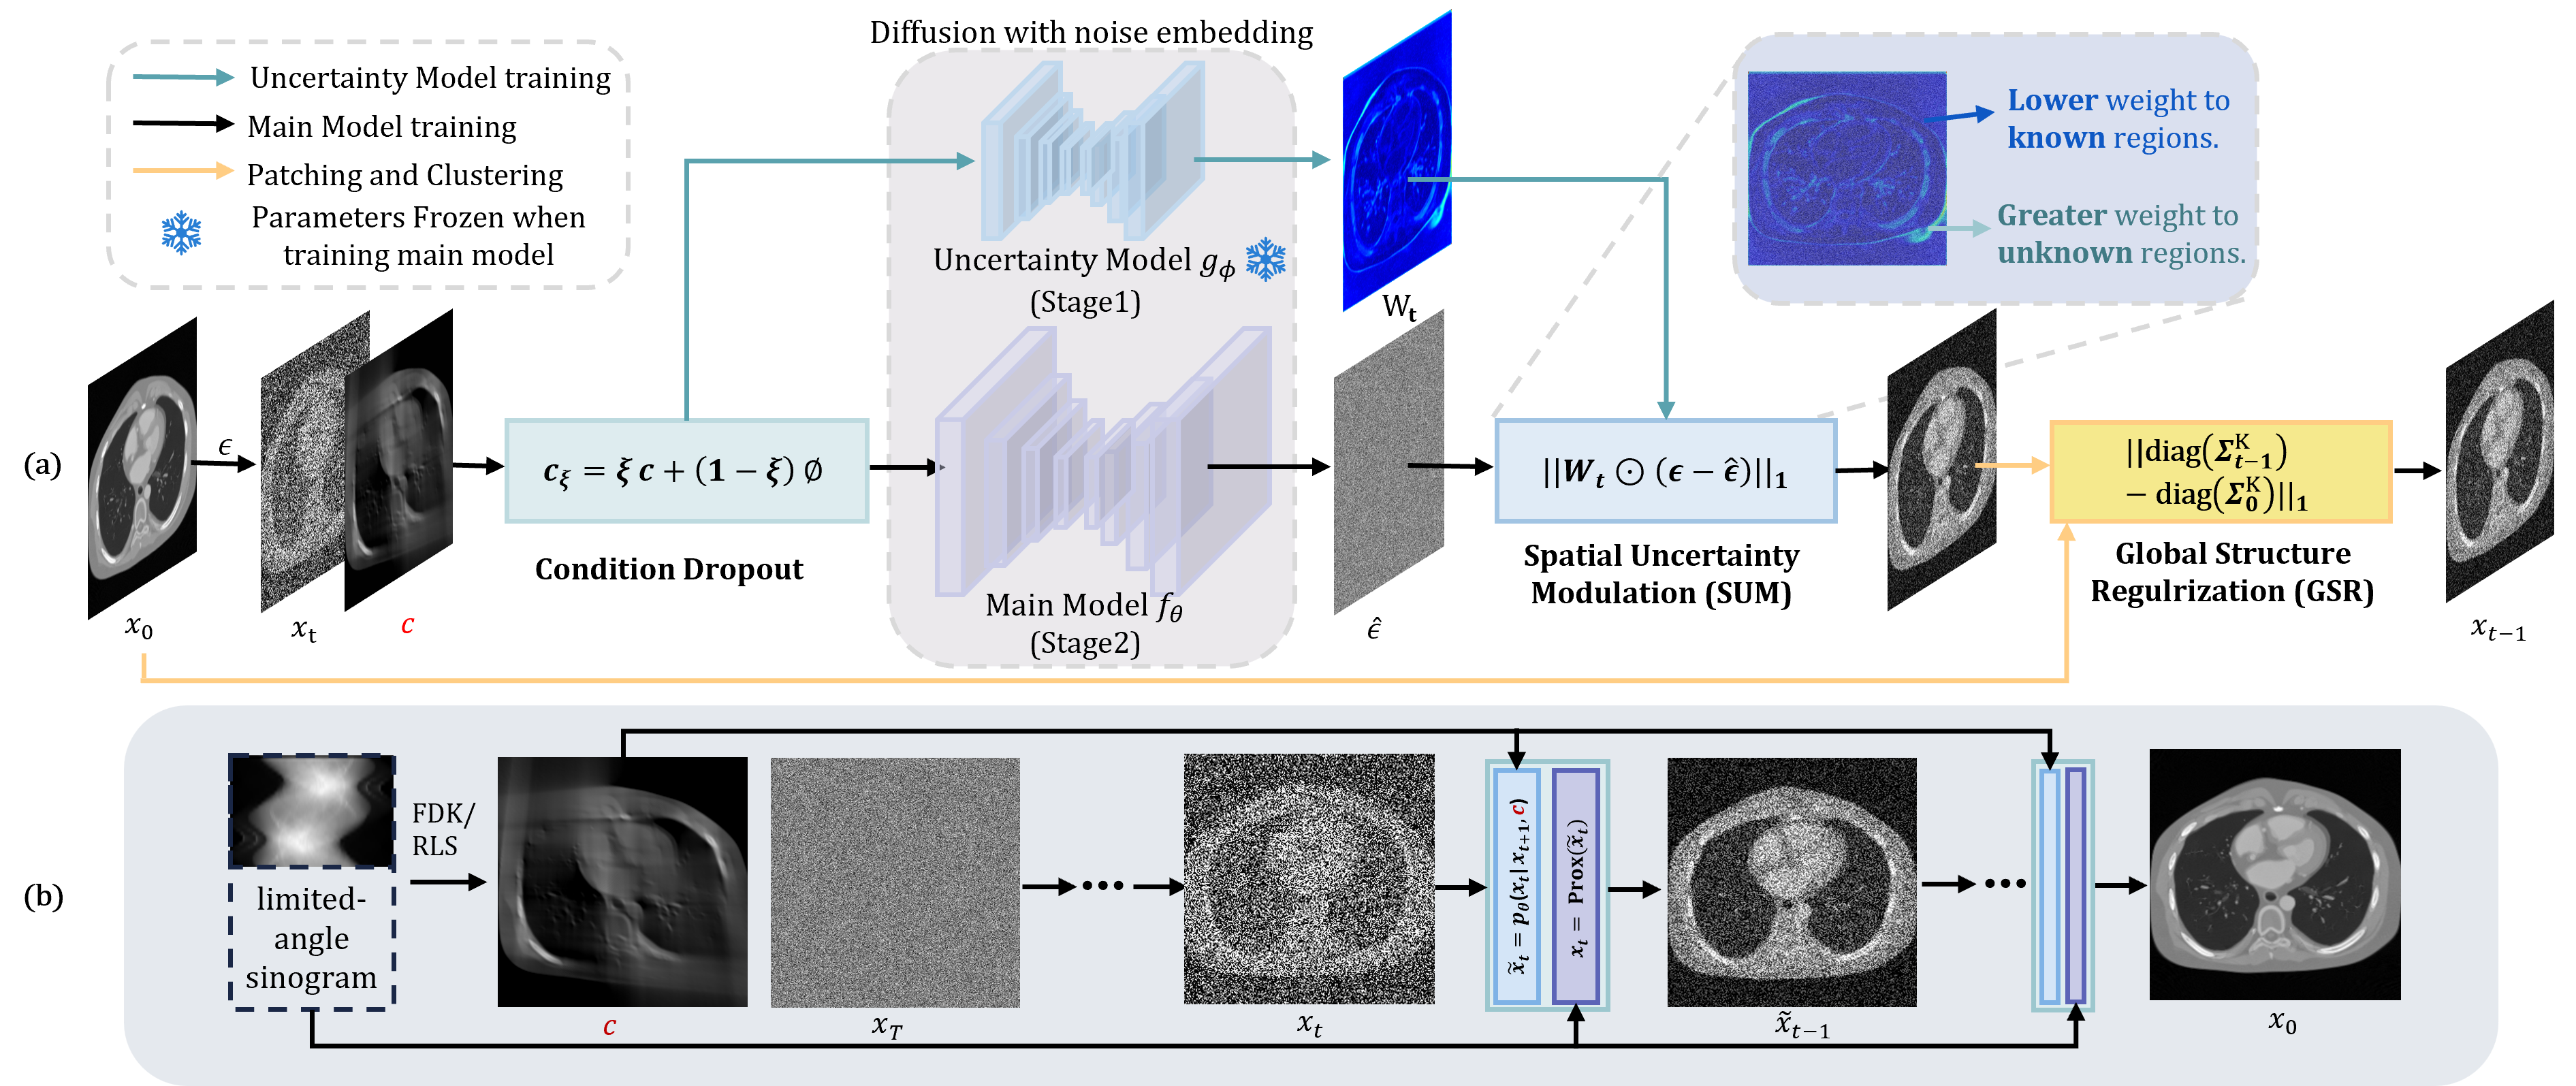 Uncertainty Model training
Main Model training
Patching and Clustering
Parameters Frozen when
training main model
Diffusion with noise embedding
Uncertainty Model g_ϕ
(Stage1)
Main Model f_θ
(Stage2)
W_t
Lower weight to
known regions.
Greater weight to
unknown regions.
(a)
x_0
ϵ
x_t
c
c_ξ = ξ c + (1 − ξ) ∅
Condition Dropout
ϵ̂
||W_t ⊙ (ϵ − ϵ̂)||_1
Spatial Uncertainty
Modulation (SUM)
||diag(Σ^K_{t−1})
− diag(Σ^K_0)||_1
Global Structure
Regulrization (GSR)
x_{t−1}
(b)
limited-
angle
sinogram
FDK/
RLS
c
x_T
x_t
x̃_t = p_θ(x_t| x_{t+1}, c)
x_t = Prox(x̃_t)
x̃_{t−1}
x_0